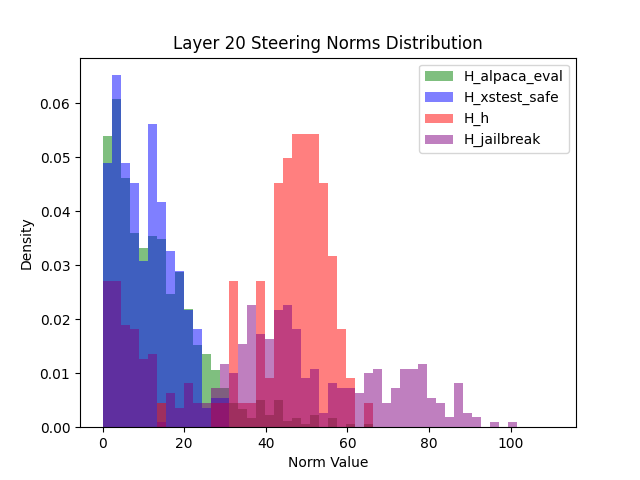 Layer 20 Steering Norms Distribution
H_alpaca_eval
H_xstest_safe
H_h
H_jailbreak
0.06
0.05
0.04
0.03
0.02
0.01
0.00
Density
0 20 40 60 80 100
Norm Value